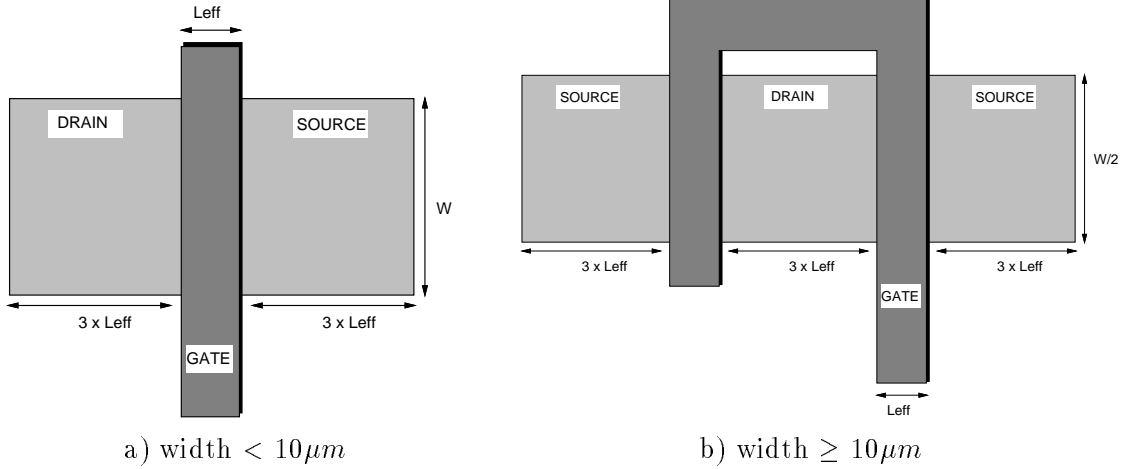 Leff
DRAIN
SOURCE
W
3 x Leff
3 x Leff
GATE
a) width < 10µm
SOURCE
DRAIN
SOURCE
W/2
3 x Leff
3 x Leff
3 x Leff
GATE
Leff
b) width ≥ 10µm